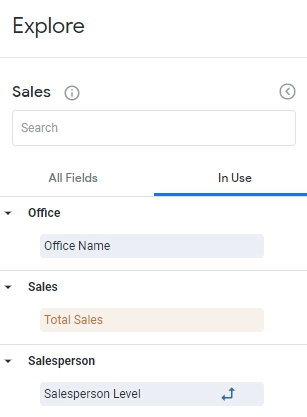 Explore
Sales
Search
All Fields In Use
Office
Office Name
Sales
Total Sales
Salesperson
Salesperson Level